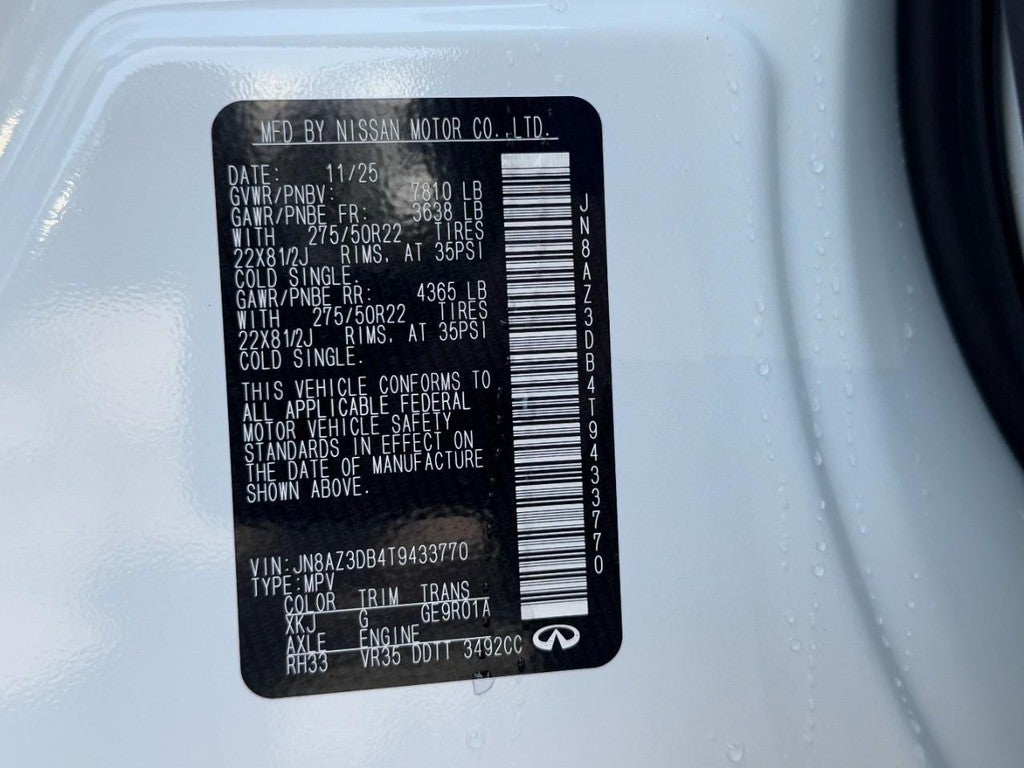 MFD BY NISSAN MOTOR CO.,LTD.
DATE: 11/25
GVWR/PNBV: 7810 LB
GAWR/PNBE FR: 3638 LB
WITH 275/50R22 TIRES
22X81/2J RIMS, AT 35PSI
COLD SINGLE.
GAWR/PNBE RR: 4365 LB
WITH 275/50R22 TIRES
22X81/2J RIMS, AT 35PSI
COLD SINGLE.
THIS VEHICLE CONFORMS TO
ALL APPLICABLE FEDERAL
MOTOR VEHICLE SAFETY
STANDARDS IN EFFECT ON
THE DATE OF MANUFACTURE
SHOWN ABOVE.
VIN:JN8AZ3DB4T9433770
TYPE:MPV
COLOR TRIM TRANS
XKJ G GE9R01A
AXLE ENGINE
RH33 VR35 DDTT 3492CC
JN8AZ3DB4T9433770